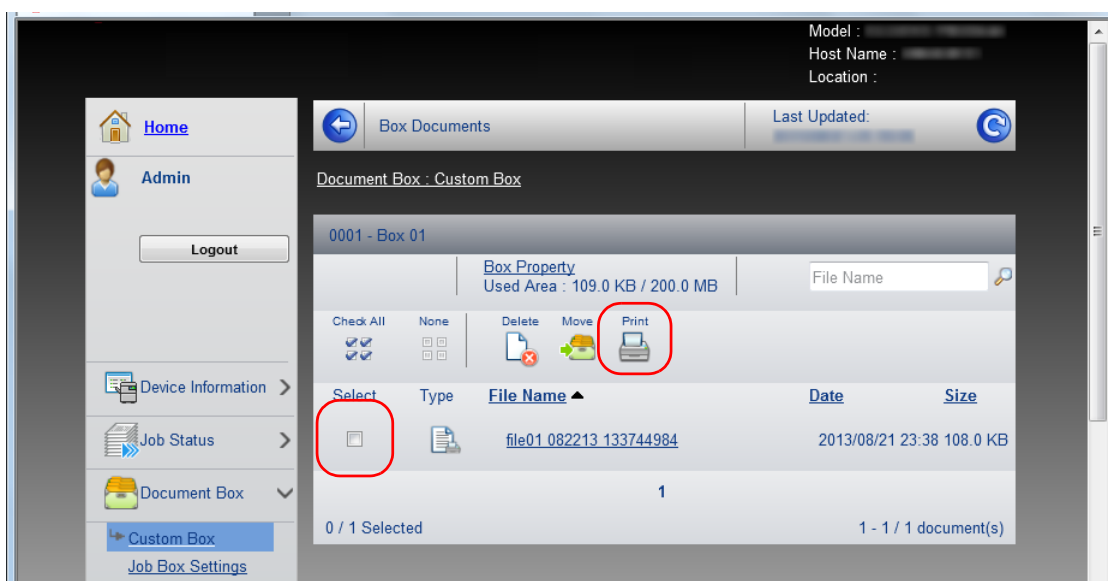 Model :
Host Name :
Location :
Home
Box Documents
Last Updated:
Admin
Document Box : Custom Box
Logout
0001 - Box 01
Box Property
Used Area : 109.0 KB / 200.0 MB
File Name
Check All None Delete Move Print
Device Information
Select Type File Name Date Size
Job Status
file01 082213 133744984 2013/08/21 23:38 108.0 KB
Document Box
1
0 / 1 Selected 1 - 1 / 1 document(s)
Custom Box
Job Box Settings